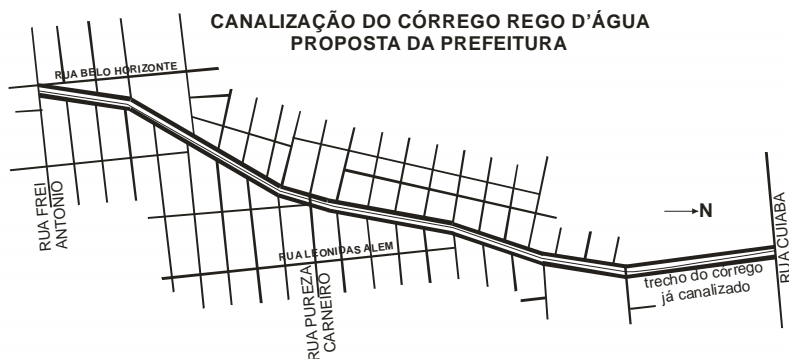 CANALIZAÇÃO DO CÓRREGO REGO D’ÁGUA
PROPOSTA DA PREFEITURA
RUA BELO HORIZONTE
RUA FREI
ANTONIO
RUA LEONIDAS ALEM
RUA PUREZA
CARNEIRO
N
RUA CUIABA
trecho do córrego
já canalizado